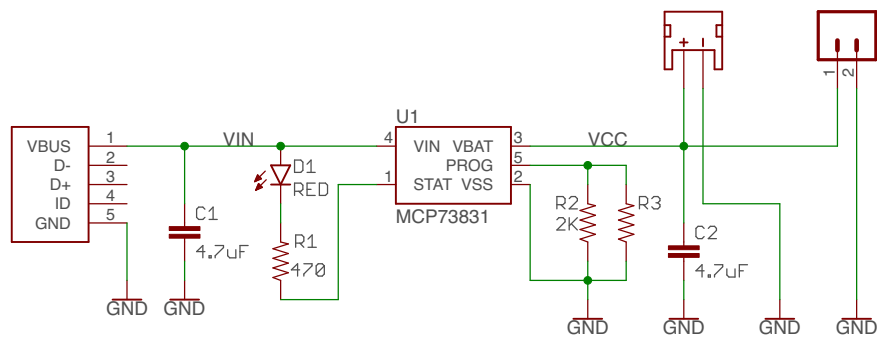 + −
1 2
U1
VBUS 1
D- 2
D+ 3
ID 4
GND 5
VIN
4 VIN VBAT 3
PROG 5
1 STAT VSS 2
MCP73831
VCC
D1
RED
C1
4.7uF
R1
470
R2
2K
R3
C2
4.7uF
GND
GND
GND
GND
GND
GND